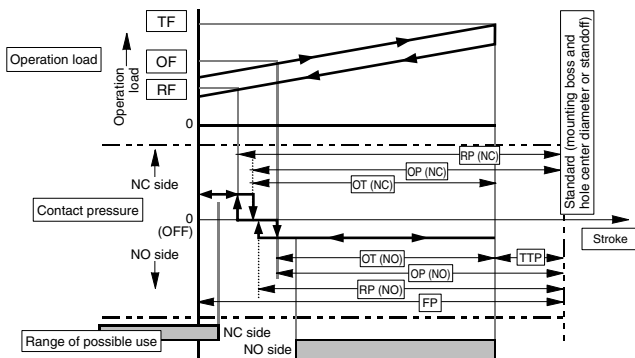 TF
Operation load
OF
RF
Operation
load
0
Standard (mounting boss and
hole center diameter or standoff)
RP (NC)
OP (NC)
OT (NC)
NC side
Contact pressure
0
(OFF)
Stroke
NO side
OT (NO)
TTP
OP (NO)
RP (NO)
FP
Range of possible use
NC side
NO side